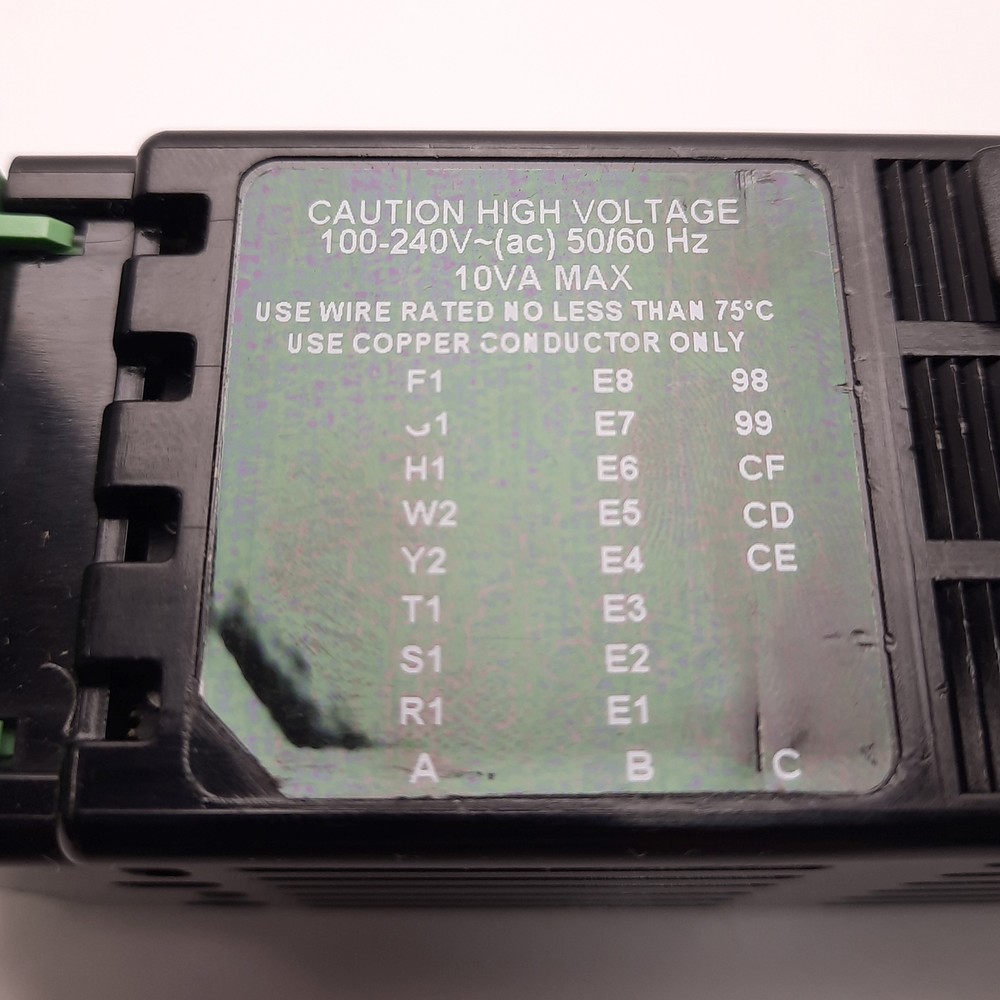 CAUTION HIGH VOLTAGE
100-240V~(ac) 50/60 Hz
10VA MAX
USE WIRE RATED NO LESS THAN 75°C
USE COPPER CONDUCTOR ONLY
F1 E8 98
E7 99
H1 E6 CF
W2 E5 CD
Y2 E4 CE
T1 E3
S1 E2
R1 E1
A B C